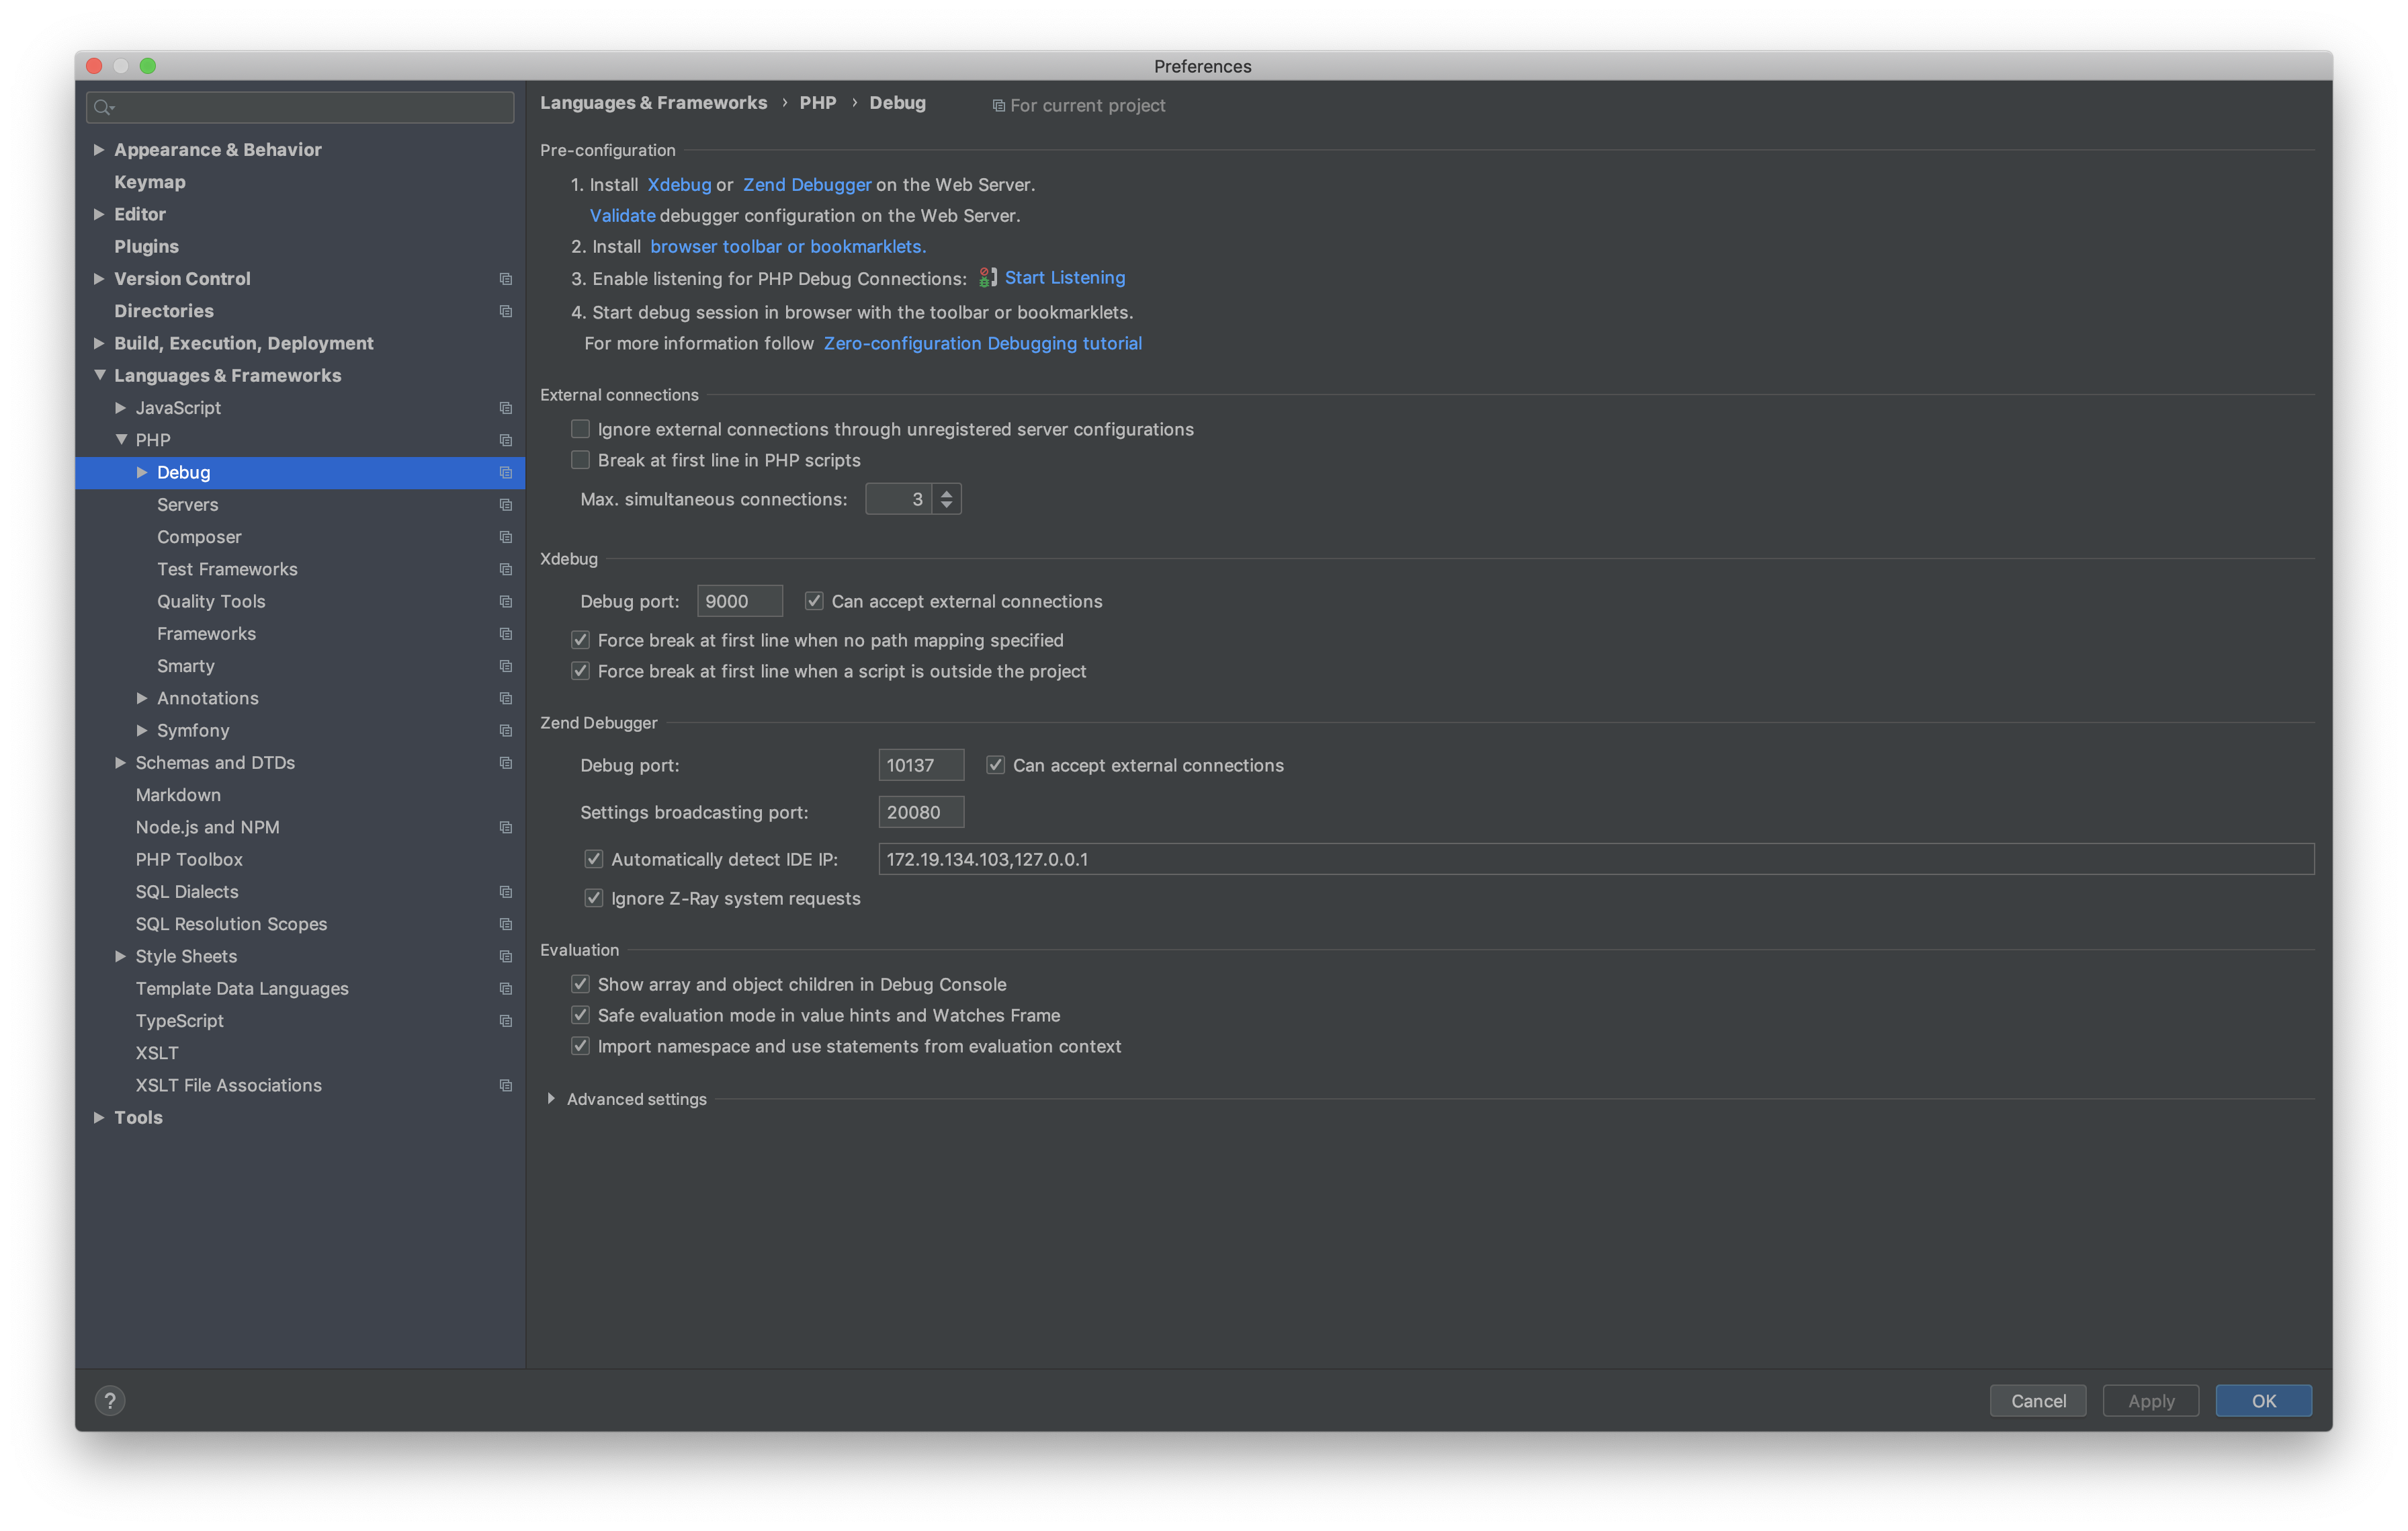 Preferences
Appearance & Behavior
Keymap
Editor
Plugins
Version Control
Directories
Build, Execution, Deployment
Languages & Frameworks
JavaScript
PHP
Debug
Servers
Composer
Test Frameworks
Quality Tools
Frameworks
Smarty
Annotations
Symfony
Schemas and DTDs
Markdown
Node.js and NPM
PHP Toolbox
SQL Dialects
SQL Resolution Scopes
Style Sheets
Template Data Languages
TypeScript
XSLT
XSLT File Associations
Tools
Languages & Frameworks › PHP › Debug For current project
Pre-configuration
1. Install Xdebug or Zend Debugger on the Web Server.
Validate debugger configuration on the Web Server.
2. Install browser toolbar or bookmarklets.
3. Enable listening for PHP Debug Connections: Start Listening
4. Start debug session in browser with the toolbar or bookmarklets.
For more information follow Zero-configuration Debugging tutorial
External connections
Ignore external connections through unregistered server configurations
Break at first line in PHP scripts
Max. simultaneous connections: 3
Xdebug
Debug port: 9000 Can accept external connections
Force break at first line when no path mapping specified
Force break at first line when a script is outside the project
Zend Debugger
Debug port: 10137 Can accept external connections
Settings broadcasting port: 20080
Automatically detect IDE IP: 172.19.134.103,127.0.0.1
Ignore Z-Ray system requests
Evaluation
Show array and object children in Debug Console
Safe evaluation mode in value hints and Watches Frame
Import namespace and use statements from evaluation context
Advanced settings
? Cancel Apply OK